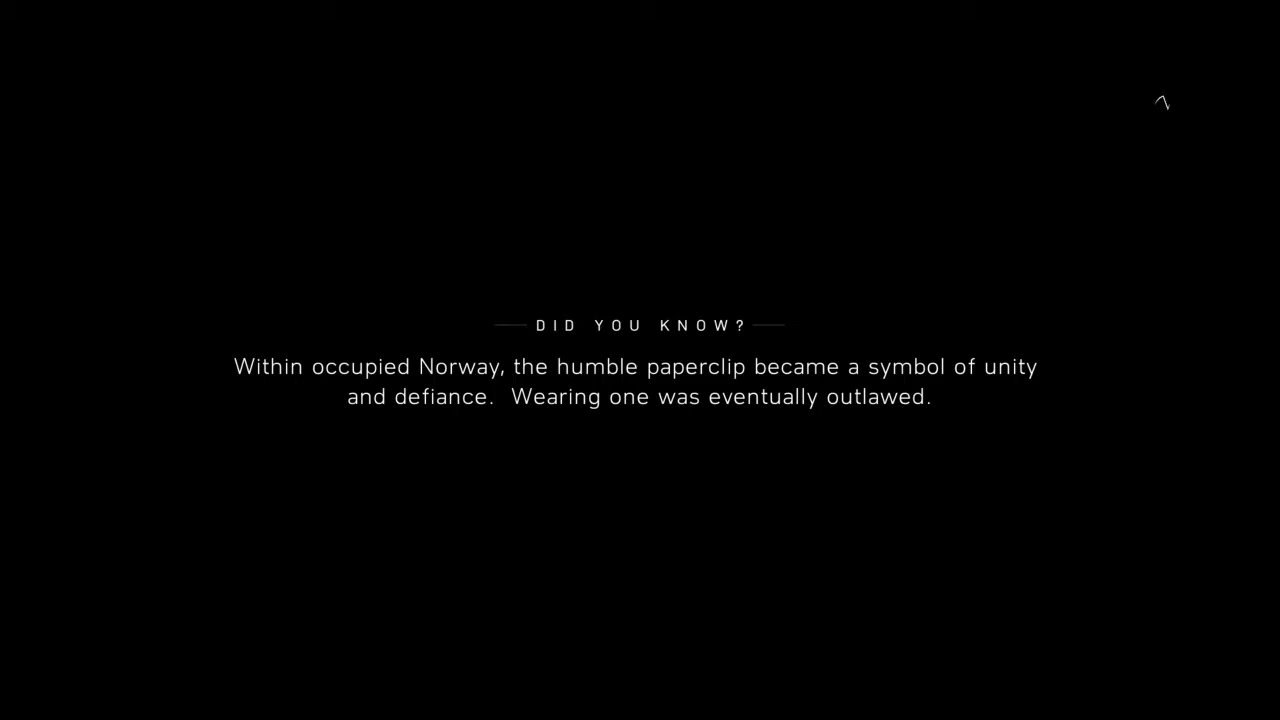 DID YOU KNOW?
Within occupied Norway, the humble paperclip became a symbol of unity
and defiance.  Wearing one was eventually outlawed.